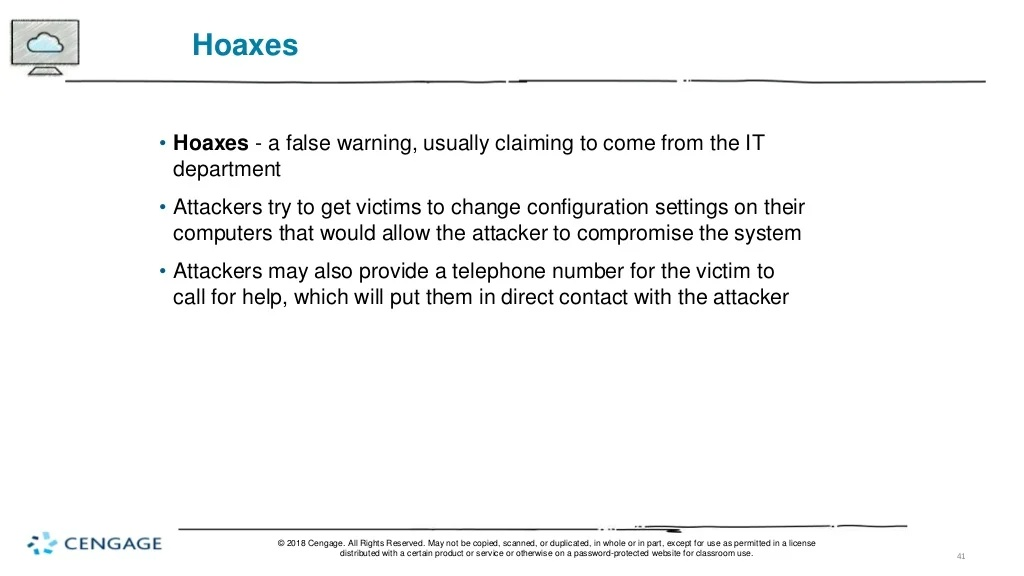 Hoaxes
• Hoaxes - a false warning, usually claiming to come from the IT
department
• Attackers try to get victims to change configuration settings on their
computers that would allow the attacker to compromise the system
• Attackers may also provide a telephone number for the victim to
call for help, which will put them in direct contact with the attacker
CENGAGE
© 2018 Cengage. All Rights Reserved. May not be copied, scanned, or duplicated, in whole or in part, except for use as permitted in a license
distributed with a certain product or service or otherwise on a password-protected website for classroom use.
41